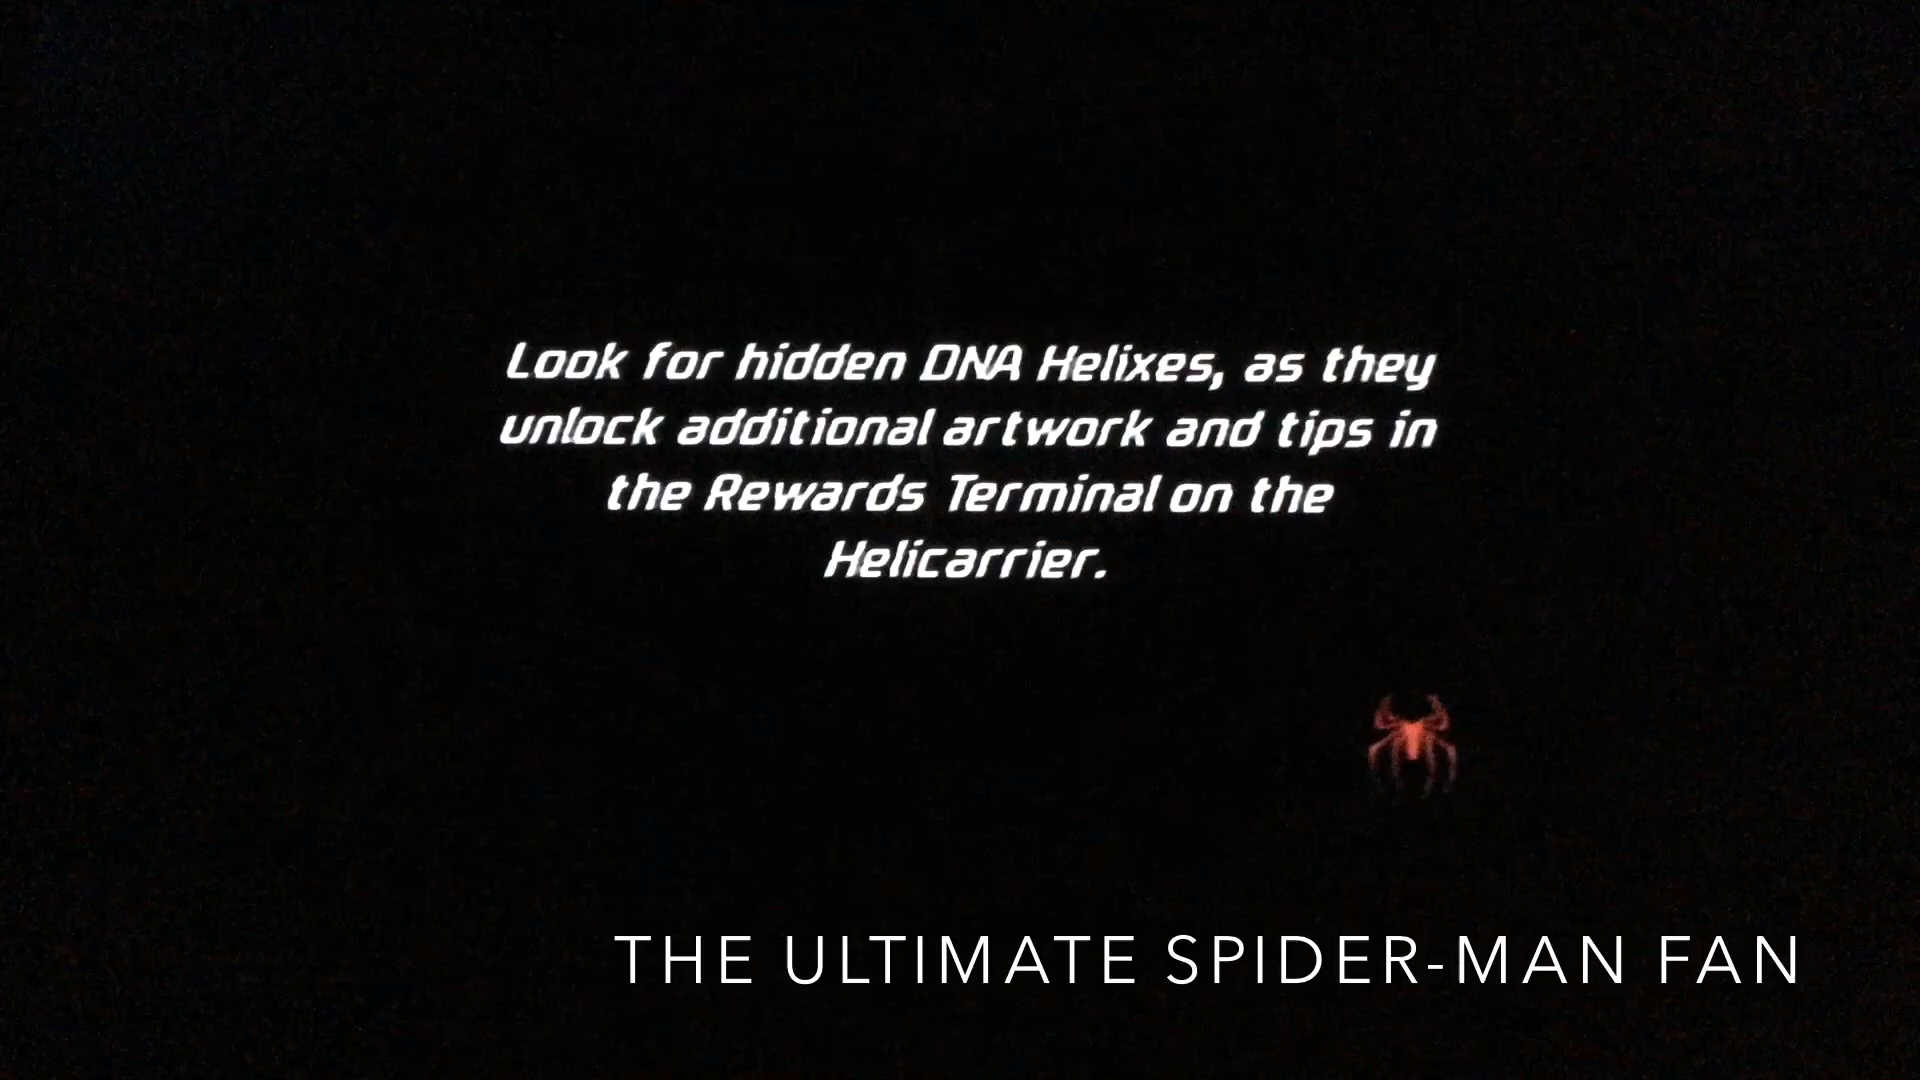 Look for hidden DNA Helixes, as they
unlock additional artwork and tips in
the Rewards Terminal on the
Helicarrier.
THE ULTIMATE SPIDER-MAN FAN